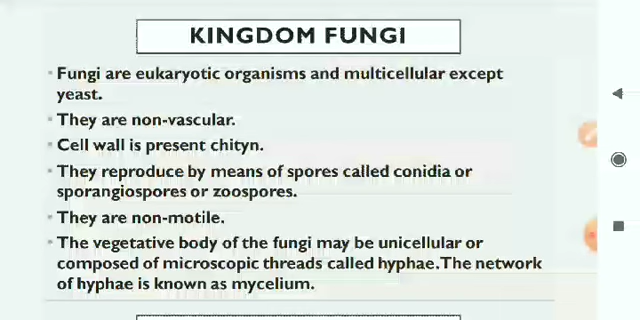 KINGDOM FUNGI
Fungi are eukaryotic organisms and multicellular except
yeast.
They are non-vascular.
Cell wall is present chityn.
They reproduce by means of spores called conidia or
sporangiospores or zoospores.
They are non-motile.
The vegetative body of the fungi may be unicellular or
composed of microscopic threads called hyphae.The network
of hyphae is known as mycelium.